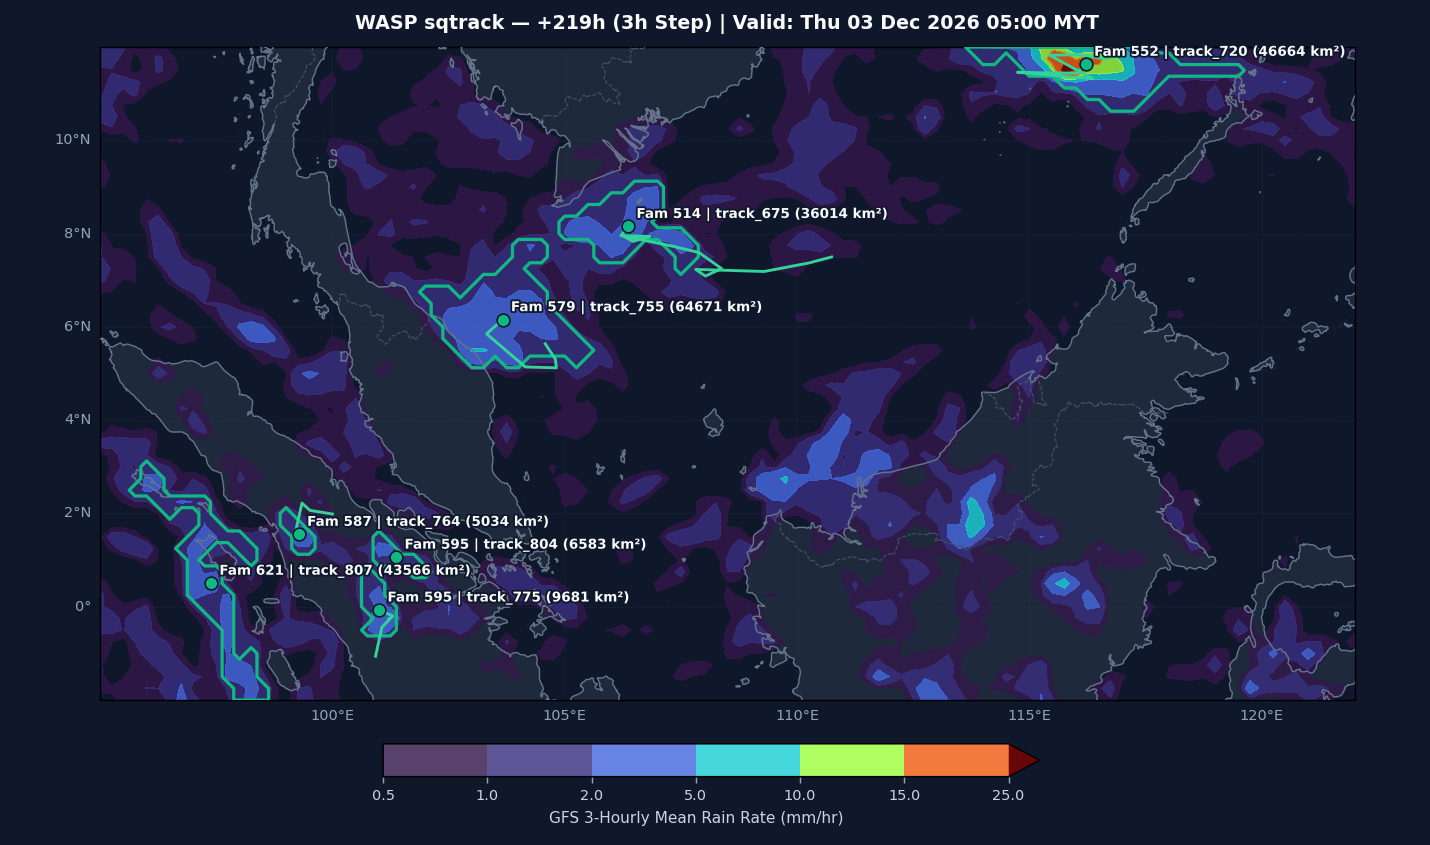 WASP sqtrack — +219h (3h Step) | Valid: Thu 03 Dec 2026 05:00 MYT
Fam 552 | track_720 (46664 km²)
10°N
Fam 514 | track_675 (36014 km²)
8°N
Fam 579 | track_755 (64671 km²)
6°N
4°N
2°N
Fam 587 | track_764 (5034 km²)
Fam 595 | track_804 (6583 km²)
Fam 621 | track_807 (43566 km²)
Fam 595 | track_775 (9681 km²)
0°
100°E 105°E 110°E 115°E 120°E
0.5 1.0 2.0 5.0 10.0 15.0 25.0
GFS 3-Hourly Mean Rain Rate (mm/hr)